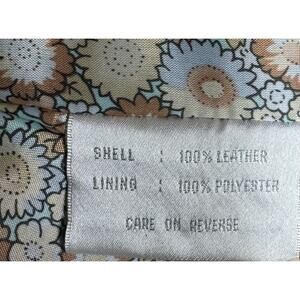 SHELL : 100% LEATHER
LINING : 100% POLYESTER
CARE ON REVERSE